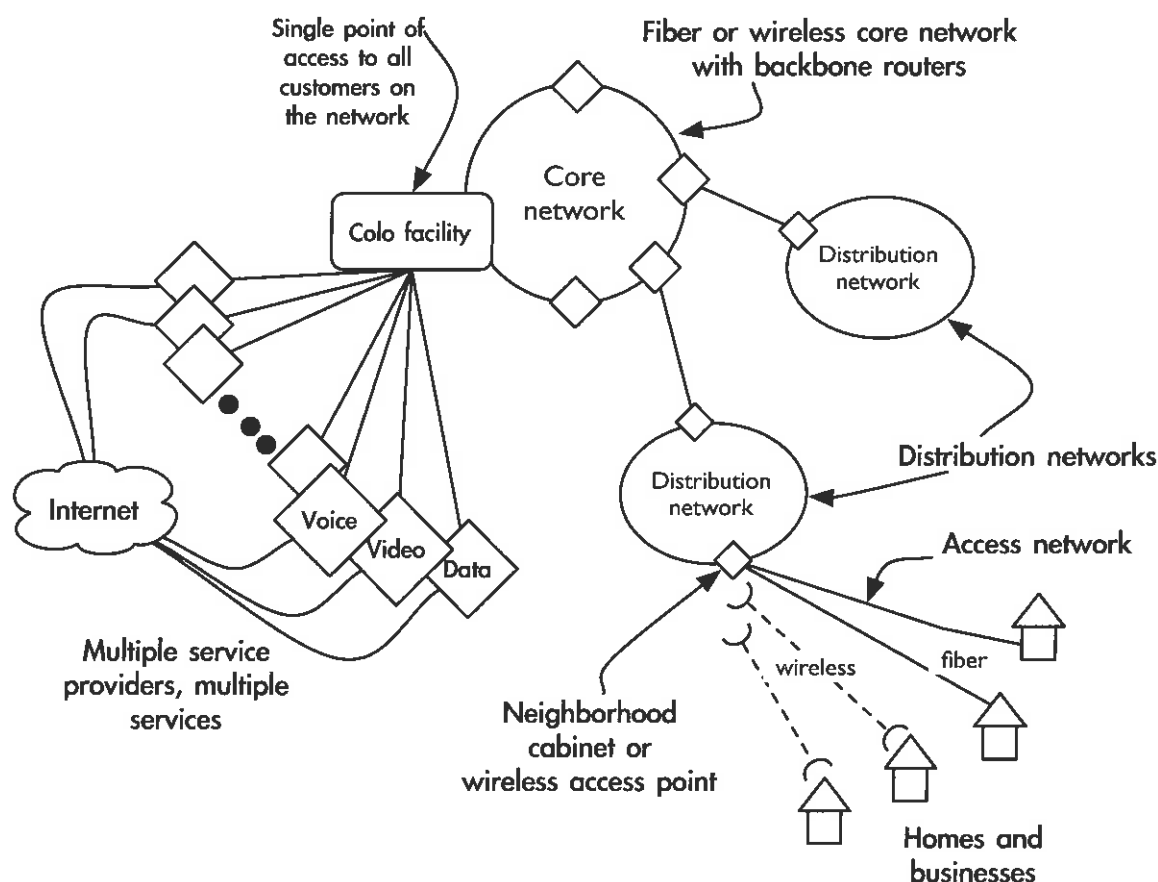 Single point of
access to all
customers on
the network
Fiber or wireless core network
with backbone routers
Core
network
Colo facility
Distribution
network
Distribution networks
Distribution
network
Internet
Voice
Video
Data
Access network
Multiple service
providers, multiple
services
wireless
fiber
Neighborhood
cabinet or
wireless access point
Homes and
businesses